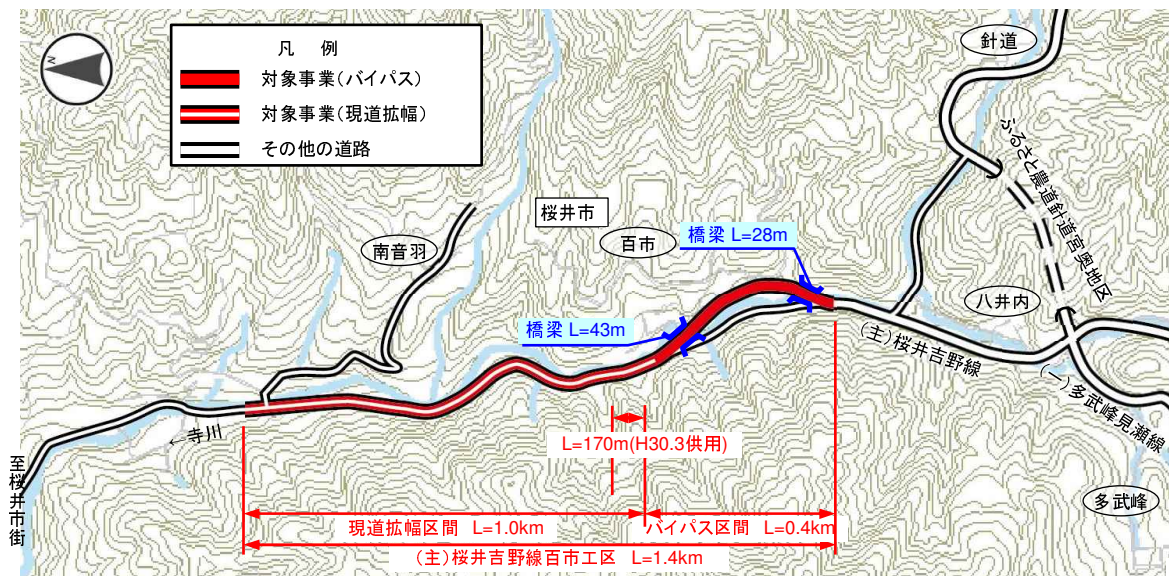 N
凡 例
対象事業(バイパス)
対象事業(現道拡幅)
その他の道路
針道
ふるさと農道針道宮奥地区
桜井市
南音羽
百市
橋梁 L=28m
八井内
橋梁 L=43m
(主)桜井吉野線
(一)多武峰見瀬線
←寺川
L=170m(H30.3供用)
至桜井市街
多武峰
現道拡幅区間 L=1.0km
バイパス区間 L=0.4km
(主)桜井吉野線百市工区 L=1.4km